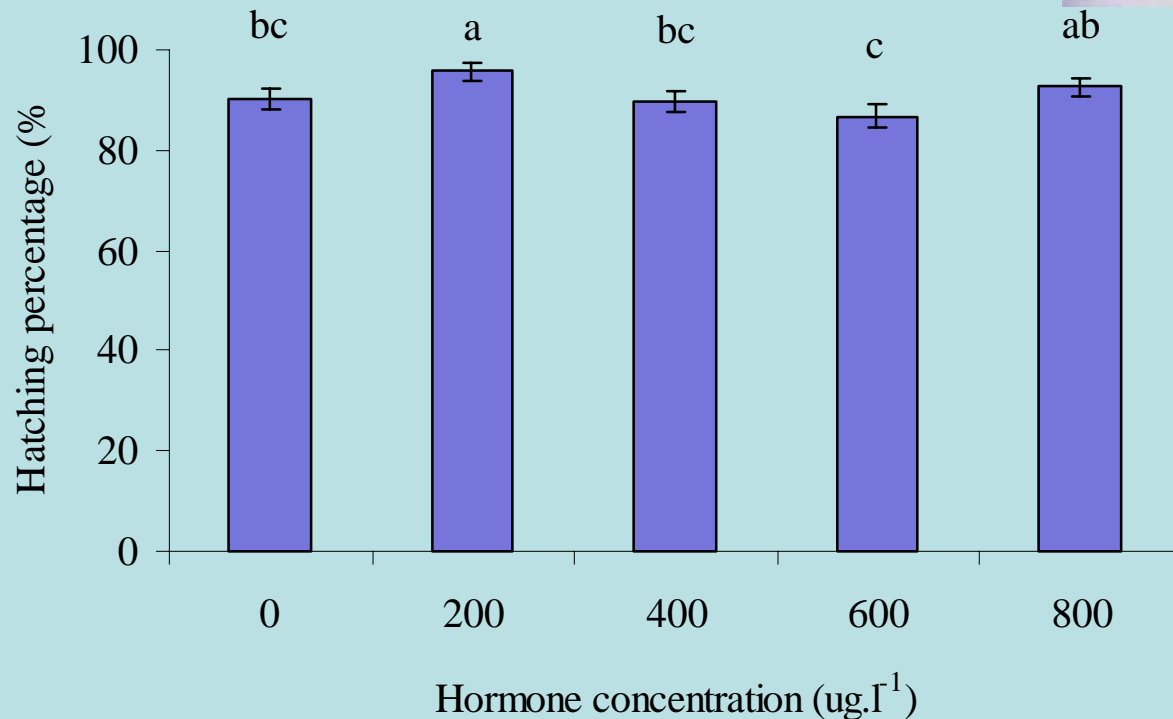 bc a bc c ab
100
80
60
40
20
0
Hatching percentage (%
0 200 400 600 800
Hormone concentration (ug.l⁻¹)